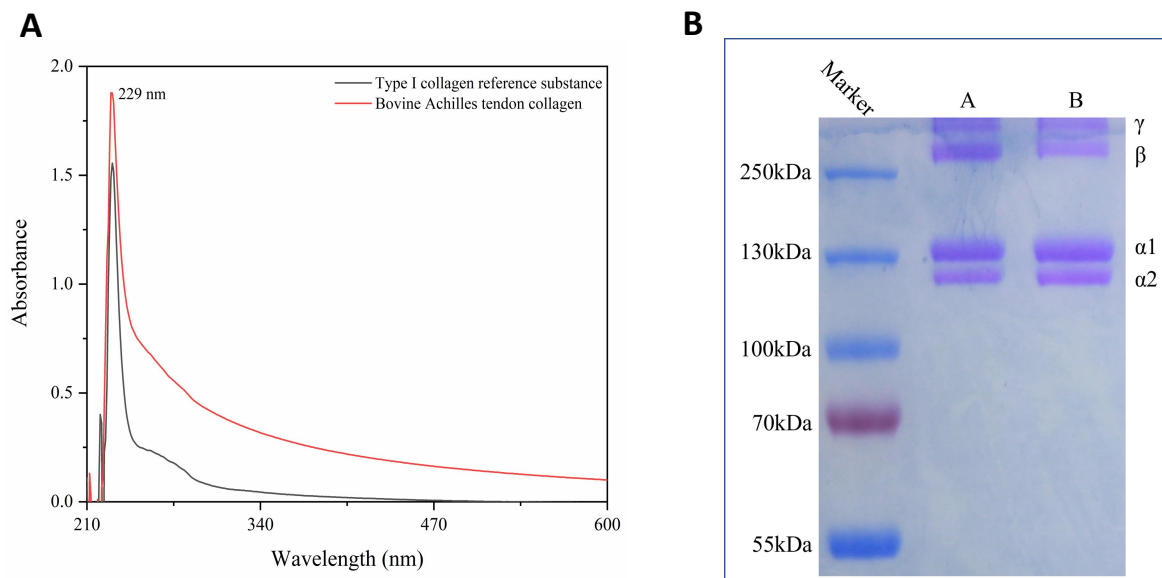 A
2.0
1.5
1.0
0.5
0.0
Absorbance
229 nm
Type I collagen reference substance
Bovine Achilles tendon collagen
210
340
470
600
Wavelength (nm)
B
Marker
A
B
γ
β
250kDa
α1
130kDa
α2
100kDa
70kDa
55kDa